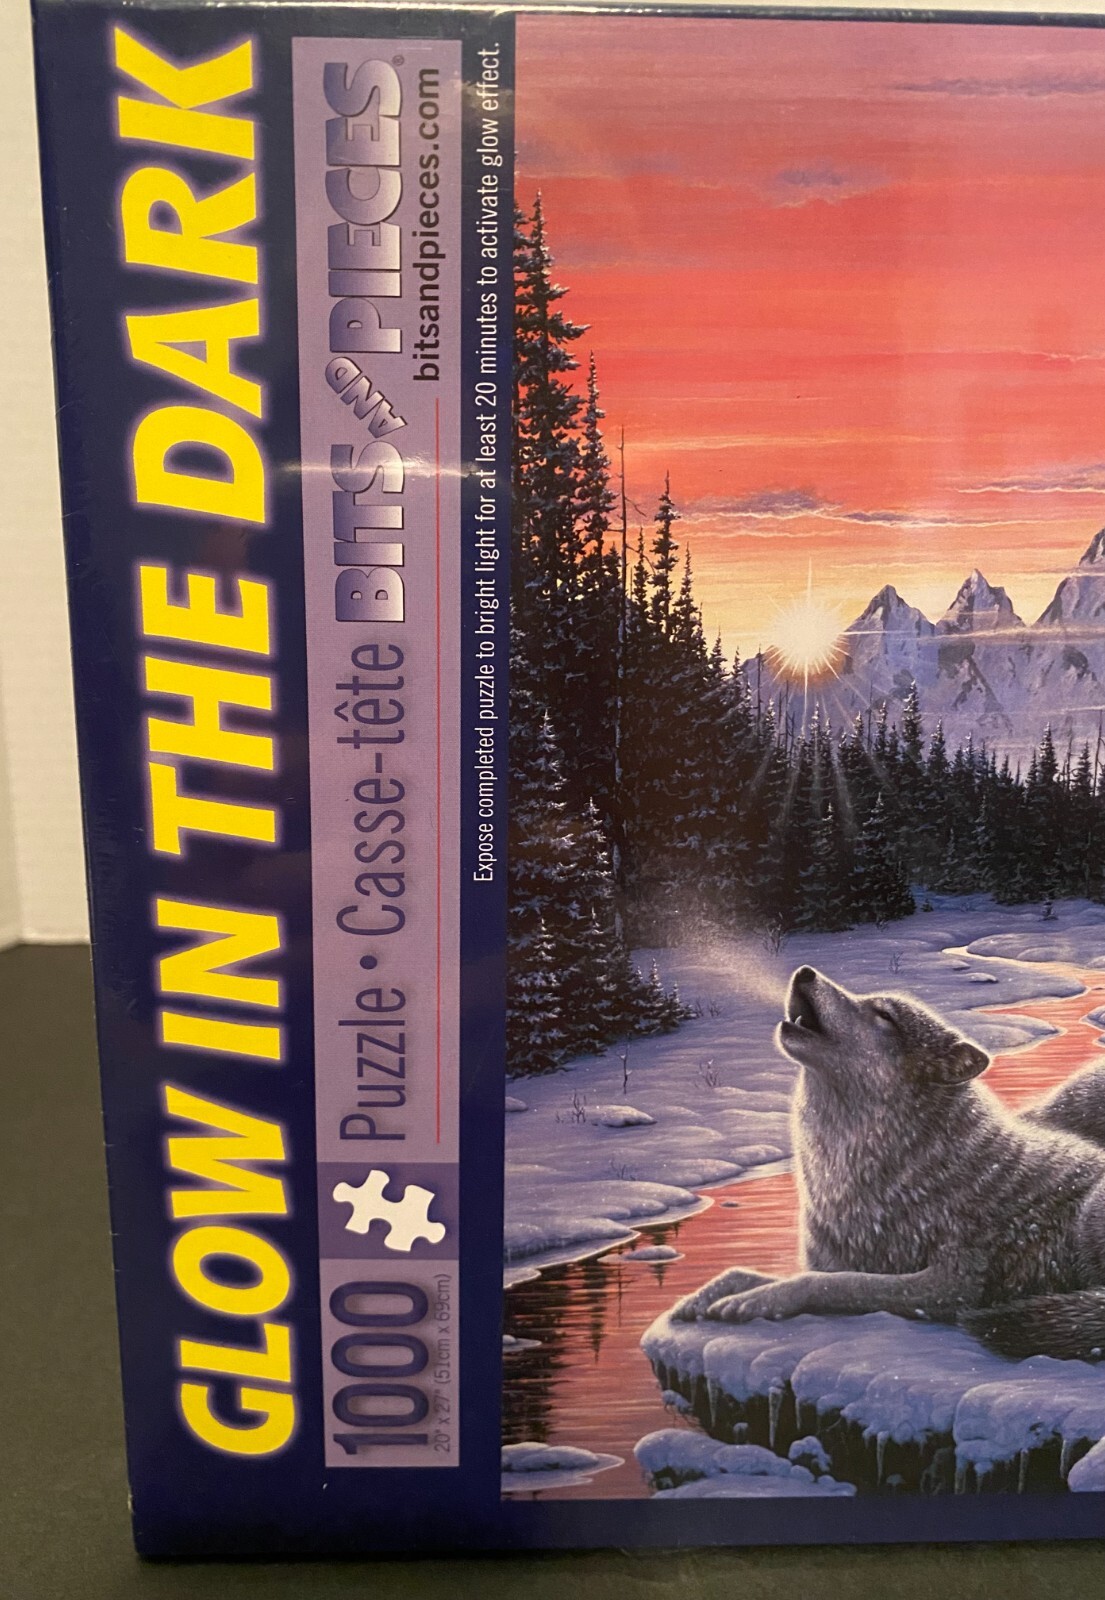 GLOW IN THE DARK
1000 Puzzle • Casse-tête BITS AND PIECES®
20" x 27" (51cm x 69cm)
bitsandpieces.com
Expose completed puzzle to bright light for at least 20 minutes to activate glow effect.